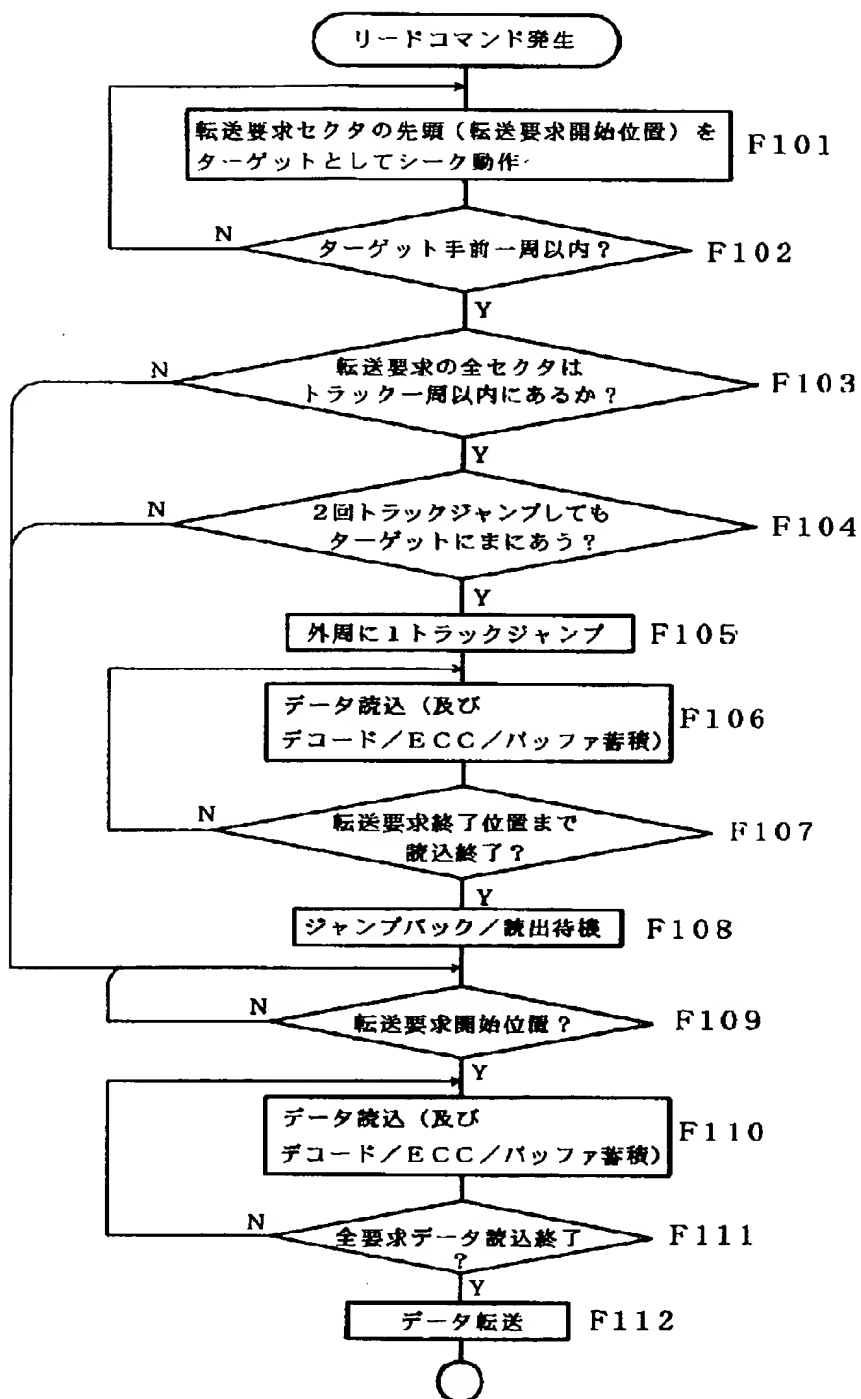 リードコマンド発生
転送要求セクタの先頭（転送要求開始位置）を
ターゲットとしてシーク動作
F101
N
ターゲット手前一周以内？
F102
Y
N
転送要求の全セクタは
トラック一周以内にあるか？
F103
Y
N
2回トラックジャンプしても
ターゲットにまにあう？
F104
Y
外周に1トラックジャンプ
F105
データ読込（及び
デコード／ECC／バッファ蓄積）
F106
N
転送要求終了位置まで
読込終了？
F107
Y
ジャンプバック／読出待機
F108
N
転送要求開始位置？
F109
Y
データ読込（及び
デコード／ECC／バッファ蓄積）
F110
N
全要求データ読込終了
？
F111
Y
データ転送
F112